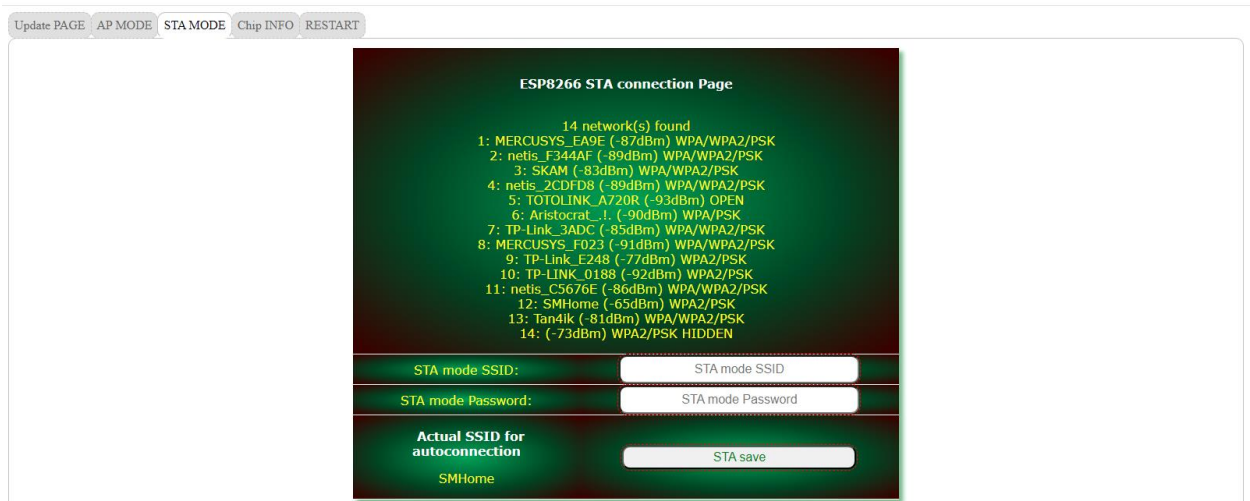 Update PAGE AP MODE STA MODE Chip INFO RESTART
ESP8266 STA connection Page
14 network(s) found
1: MERCUSYS_EA9E (-87dBm) WPA/WPA2/PSK
2: netis_F344AF (-89dBm) WPA/WPA2/PSK
3: SKAM (-83dBm) WPA/WPA2/PSK
4: netis_2CDFD8 (-89dBm) WPA/WPA2/PSK
5: TOTOLINK_A720R (-93dBm) OPEN
6: Aristocrat_.!. (-90dBm) WPA/PSK
7: TP-Link_3ADC (-85dBm) WPA/WPA2/PSK
8: MERCUSYS_F023 (-91dBm) WPA/WPA2/PSK
9: TP-Link_E248 (-77dBm) WPA2/PSK
10: TP-LINK_0188 (-92dBm) WPA2/PSK
11: netis_C5676E (-86dBm) WPA/WPA2/PSK
12: SMHome (-65dBm) WPA2/PSK
13: Tan4ik (-81dBm) WPA/WPA2/PSK
14: (-73dBm) WPA2/PSK HIDDEN
STA mode SSID: STA mode SSID
STA mode Password: STA mode Password
Actual SSID for
autoconnection
STA save
SMHome